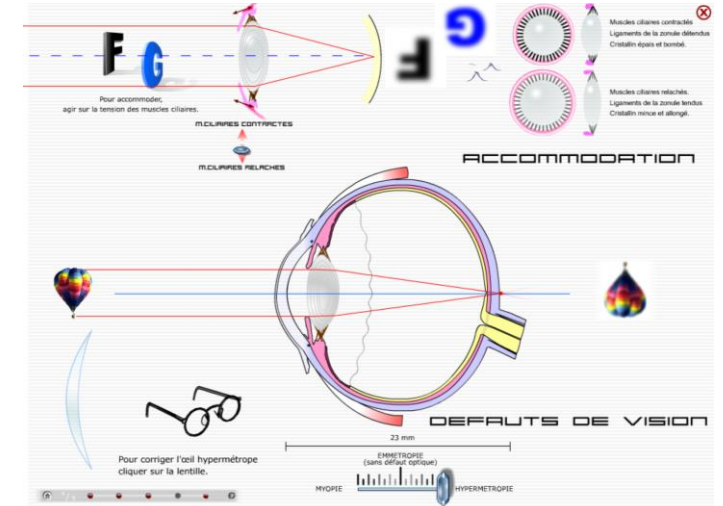 F
G
F
G
Muscles ciliaires contractés
Ligaments de la zonule détendus
Cristallin épais et bombé.
Muscles ciliaires relachés.
Ligaments de la zonule tendus
Cristallin mince et allongé.
Pour accommoder,
agir sur la tension des muscles ciliaires.
M.CILIAIRES CONTRACTES
M.CILIAIRES RELACHES
ACCOMMODATION
DEFAUTS DE VISION
Pour corriger l'œil hypermétrope
cliquer sur la lentille.
23 mm
EMMETROPIE
(sans défaut optique)
MYOPIE
HYPERMETROPIE